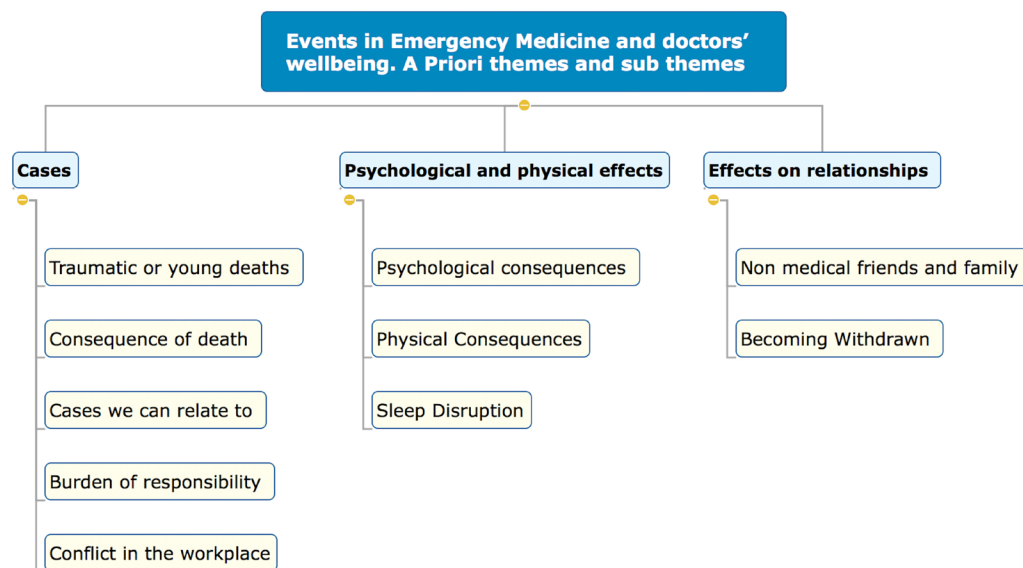 Events in Emergency Medicine and doctors’
wellbeing. A Priori themes and sub themes
Cases
Traumatic or young deaths
Consequence of death
Cases we can relate to
Burden of responsibility
Conflict in the workplace
Psychological and physical effects
Psychological consequences
Physical Consequences
Sleep Disruption
Effects on relationships
Non medical friends and family
Becoming Withdrawn